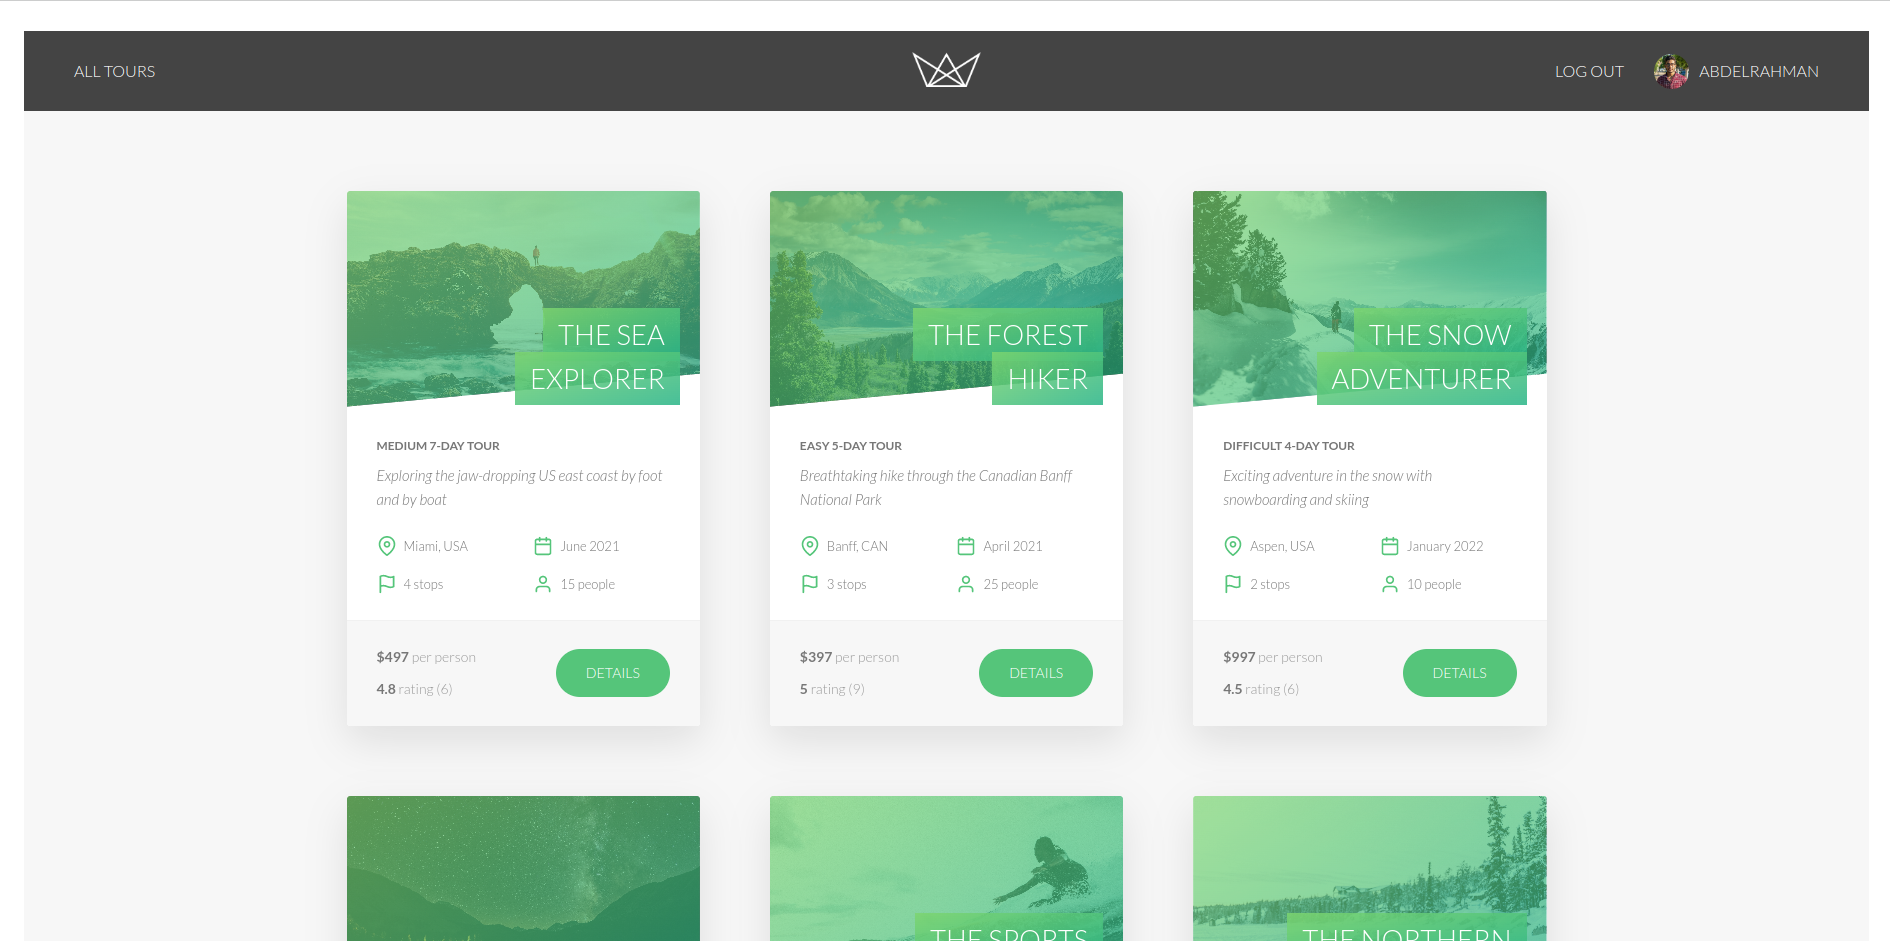 ALL TOURS
LOG OUT
ABDELRAHMAN
THE SEA
EXPLORER
MEDIUM 7-DAY TOUR
Exploring the jaw-dropping US east coast by foot
and by boat
Miami, USA
June 2021
4 stops
15 people
$497 per person
4.8 rating (6)
DETAILS
THE FOREST
HIKER
EASY 5-DAY TOUR
Breathtaking hike through the Canadian Banff
National Park
Banff, CAN
April 2021
3 stops
25 people
$397 per person
5 rating (9)
DETAILS
THE SNOW
ADVENTURER
DIFFICULT 4-DAY TOUR
Exciting adventure in the snow with
snowboarding and skiing
Aspen, USA
January 2022
2 stops
10 people
$997 per person
4.5 rating (6)
DETAILS
THE SPORTS
THE NORTHERN